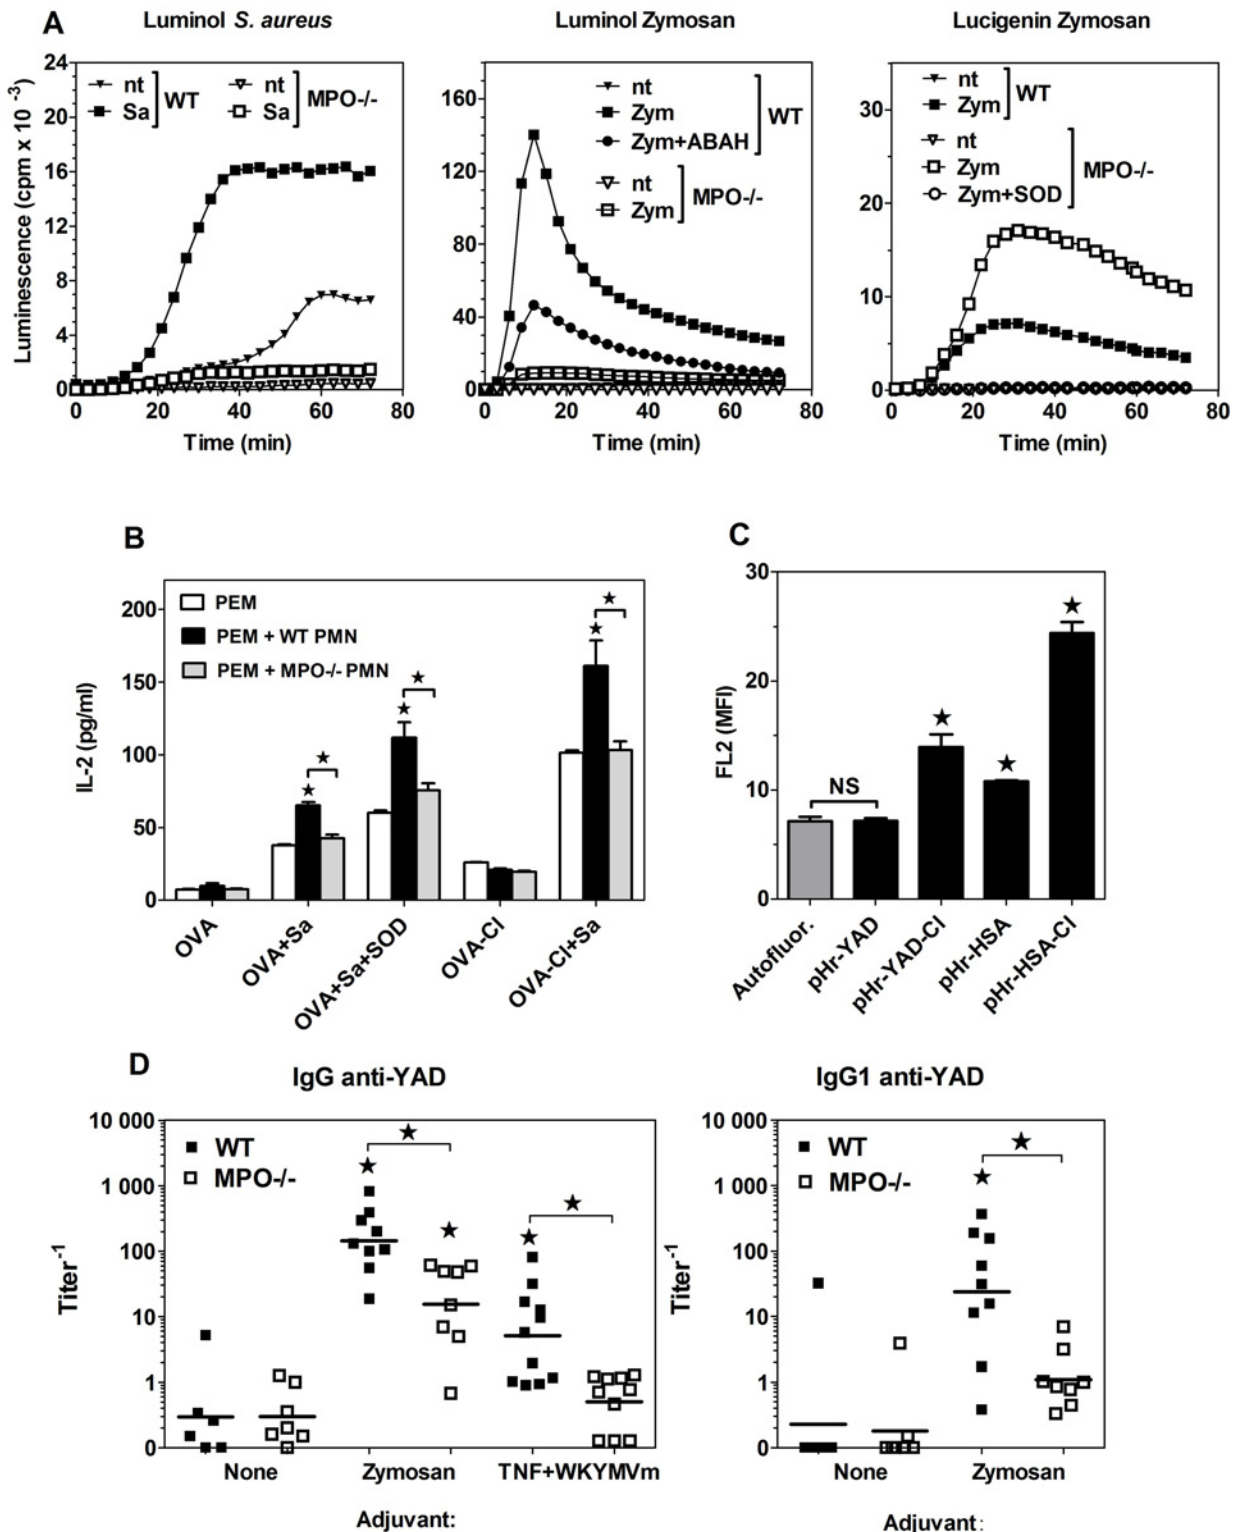 A
Luminol S. aureus
Luminescence (cpm x 10 -3)
24
20
16
12
8
4
0
nt
Sa
WT
nt
Sa
MPO-/-
0 20 40 60 80
Time (min)
Luminol Zymosan
160
120
80
40
0
nt
Zym
Zym+ABAH
WT
nt
Zym
MPO-/-
0 20 40 60 80
Time (min)
Lucigenin Zymosan
30
20
10
0
nt
Zym
WT
nt
Zym
Zym+SOD
MPO-/-
0 20 40 60 80
Time (min)
B
IL-2 (pg/ml)
200
150
100
50
0
PEM
PEM + WT PMN
PEM + MPO-/- PMN
OVA
OVA+Sa
OVA+Sa+SOD
OVA-Cl
OVA-Cl+Sa
C
FL2 (MFI)
30
20
10
0
NS
Autofluor.
pHr-YAD
pHr-YAD-Cl
pHr-HSA
pHr-HSA-Cl
D
IgG anti-YAD
Titer-1
10 000
1 000
100
10
1
0
WT
MPO-/-
None Zymosan TNF+WKYMVm
Adjuvant:
IgG1 anti-YAD
Titer-1
10 000
1 000
100
10
1
0
WT
MPO-/-
None Zymosan
Adjuvant: